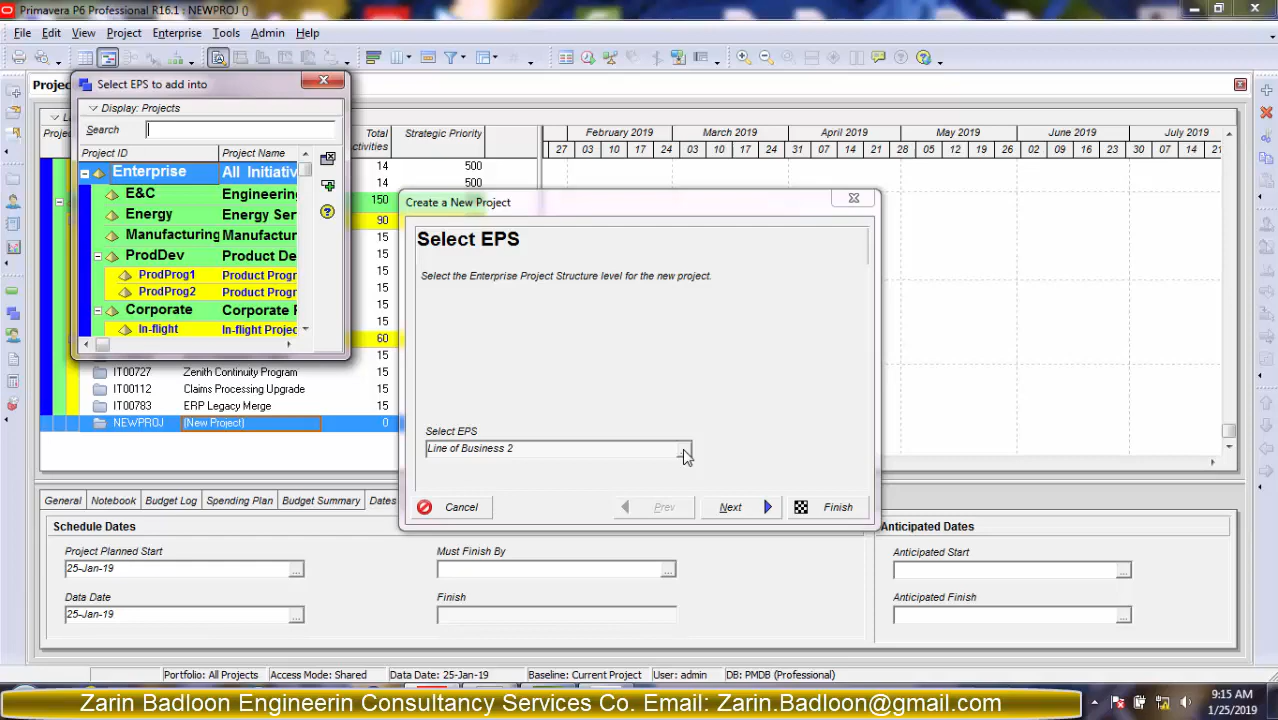 Primavera P6 Professional R16.1 : NEWPROJ ()
File Edit View Project Enterprise Tools Admin Help
Select EPS to add into
Display: Projects
Search
Project ID Project Name
Enterprise All Initiativ
E&C Engineering
Energy Energy Ser
Manufacturing Manufactur
ProdDev Product De
ProdProg1 Product Progr
ProdProg2 Product Progr
Corporate Corporate
In-flight In-flight Projec
Total Strategic Priority
14 500
14 500
150
90
15
15
15
15
15
15
60
15
February 2019 March 2019 April 2019 May 2019 June 2019 July 2019
27 03 10 17 24 03 10 17 24 31 07 14 21 28 05 12 19 26 02 09 16 23 30 07 14 21
IT00727 Zenith Continuity Program 15
IT00112 Claims Processing Upgrade 15
IT00783 ERP Legacy Merge 15
NEWPROJ (New Project) 0
Create a New Project
Select EPS
Select the Enterprise Project Structure level for the new project.
Select EPS
Line of Business 2
Cancel Prev Next Finish
General Notebook Budget Log Spending Plan Budget Summary Dates
Schedule Dates
Project Planned Start
25-Jan-19
Data Date
25-Jan-19
Must Finish By
Finish
Anticipated Dates
Anticipated Start
Anticipated Finish
Portfolio: All Projects Access Mode: Shared Data Date: 25-Jan-19 Baseline: Current Project User: admin DB: PMDB (Professional)
Zarin Badloon Engineerin Consultancy Services Co. Email: Zarin.Badloon@gmail.com
9:15 AM
1/25/2019